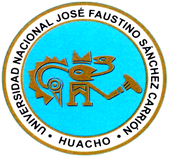 UNIVERSIDAD NACIONAL JOSÉ FAUSTINO SÁNCHEZ CARRIÓN
• HUACHO •